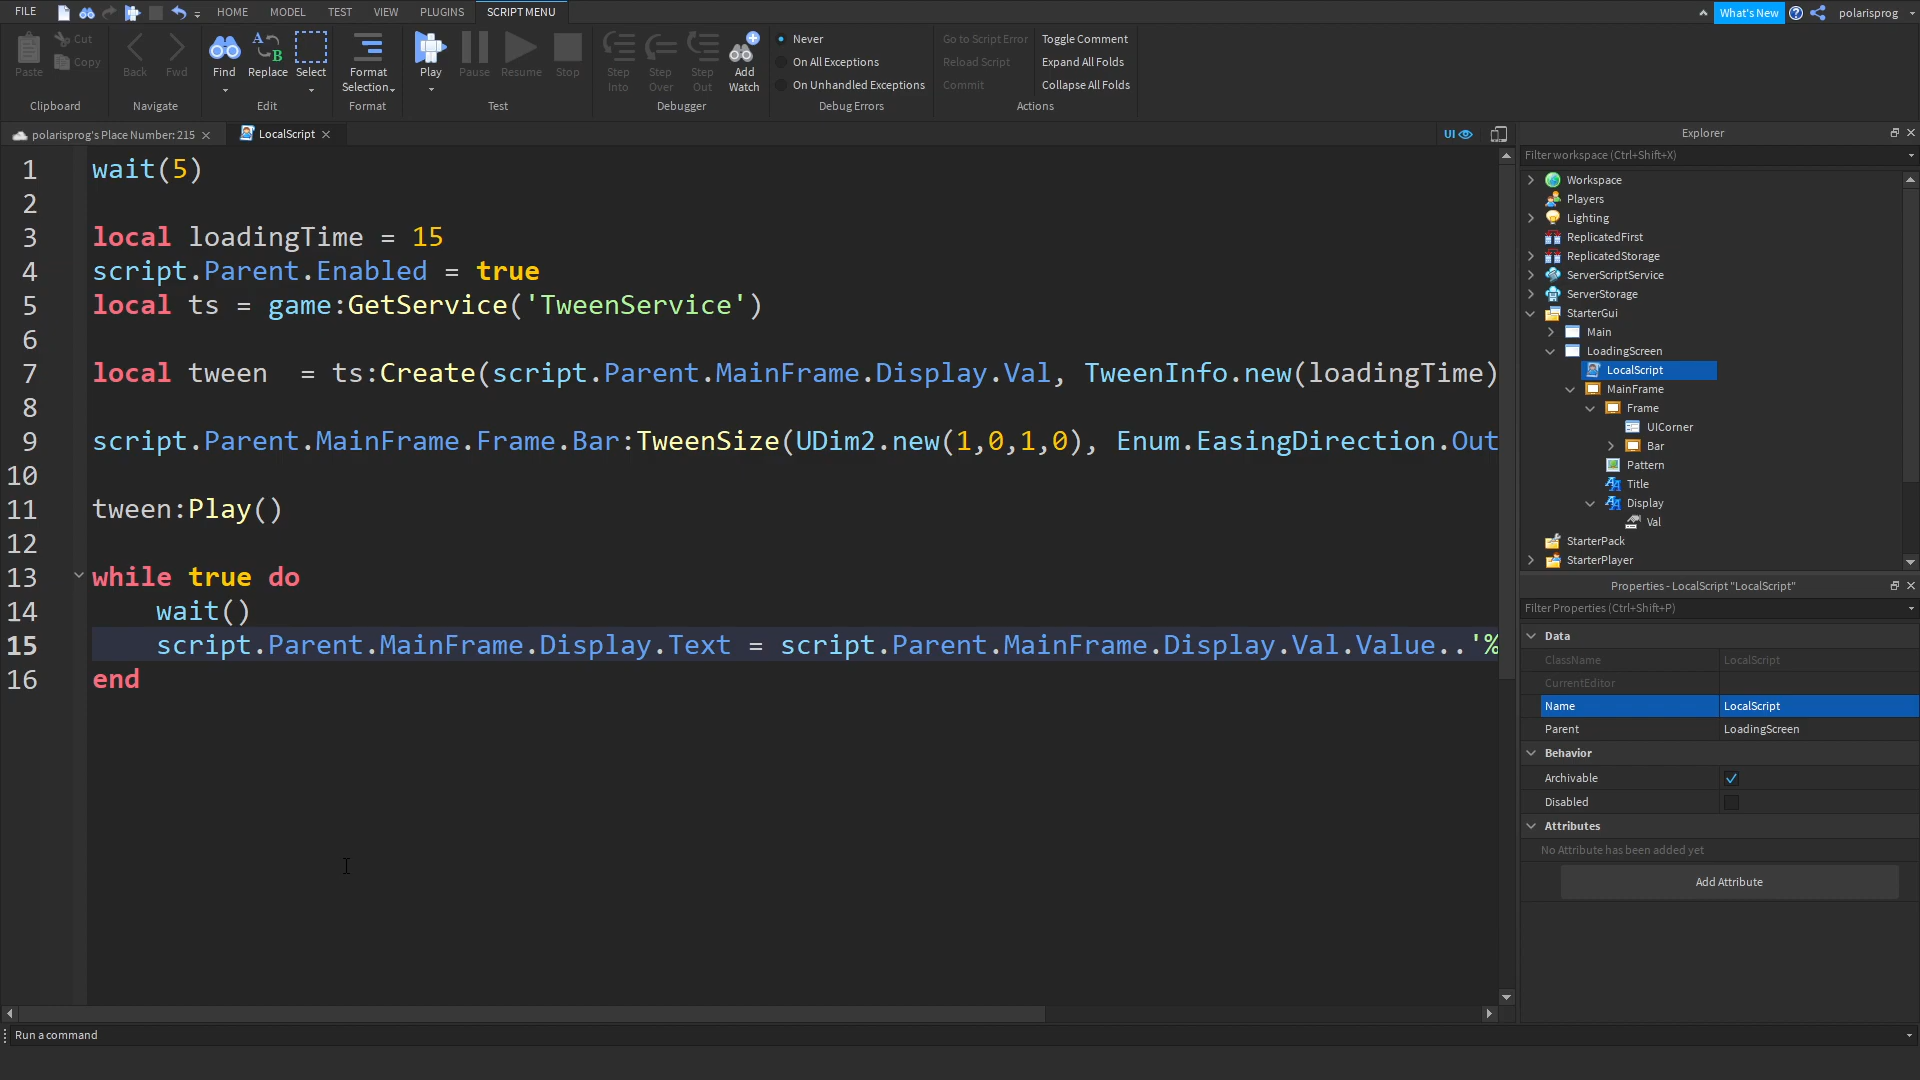 FILE HOME MODEL TEST VIEW PLUGINS SCRIPT MENU What's New polarisprog
Paste Cut Copy Back Fwd Find Replace Select Format Selection Play Pause Resume Stop Step Into Step Over Step Out Add Watch
Never
On All Exceptions
On Unhandled Exceptions
Go to Script Error
Reload Script
Commit
Toggle Comment
Expand All Folds
Collapse All Folds
Clipboard Navigate Edit Format Test Debugger Debug Errors Actions
polarisprog's Place Number: 215 LocalScript UI
1 wait(5)
2
3 local loadingTime = 15
4 script.Parent.Enabled = true
5 local ts = game:GetService('TweenService')
6
7 local tween  = ts:Create(script.Parent.MainFrame.Display.Val, TweenInfo.new(loadingTime)
8
9 script.Parent.MainFrame.Frame.Bar:TweenSize(UDim2.new(1,0,1,0), Enum.EasingDirection.Out
10
11 tween:Play()
12
13 while true do
14     wait()
15     script.Parent.MainFrame.Display.Text = script.Parent.MainFrame.Display.Val.Value..'%
16 end
Explorer
Filter workspace (Ctrl+Shift+X)
Workspace
Players
Lighting
ReplicatedFirst
ReplicatedStorage
ServerScriptService
ServerStorage
StarterGui
Main
LoadingScreen
LocalScript
MainFrame
Frame
UICorner
Bar
Pattern
Title
Display
Val
StarterPack
StarterPlayer
Properties - LocalScript "LocalScript"
Filter Properties (Ctrl+Shift+P)
Data
ClassName LocalScript
CurrentEditor
Name LocalScript
Parent LoadingScreen
Behavior
Archivable
Disabled
Attributes
No Attribute has been added yet
Add Attribute
Run a command